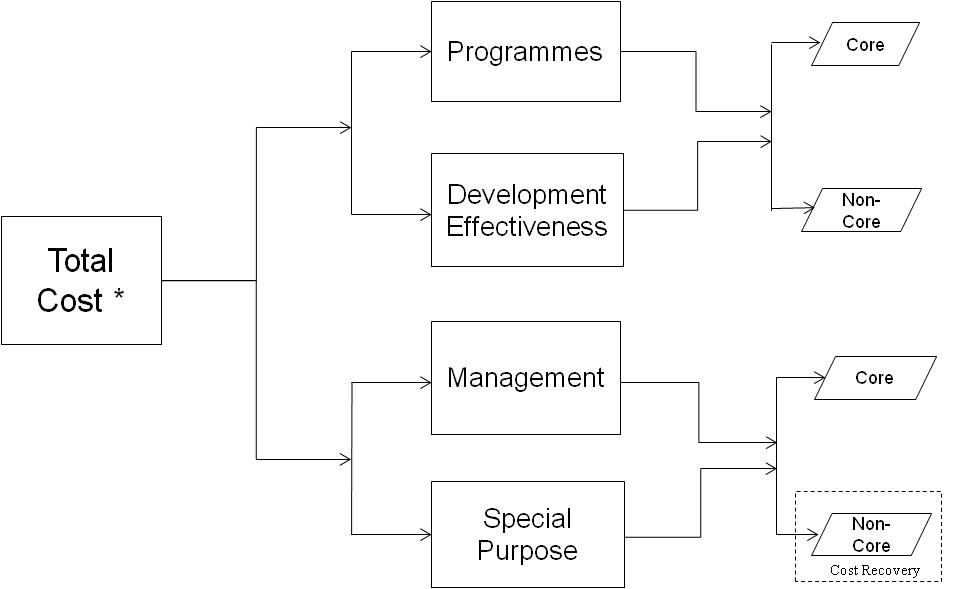 Total
Cost *
Programmes
Development
Effectiveness
Core
Non-
Core
Management
Special
Purpose
Core
Non-
Core
Cost Recovery